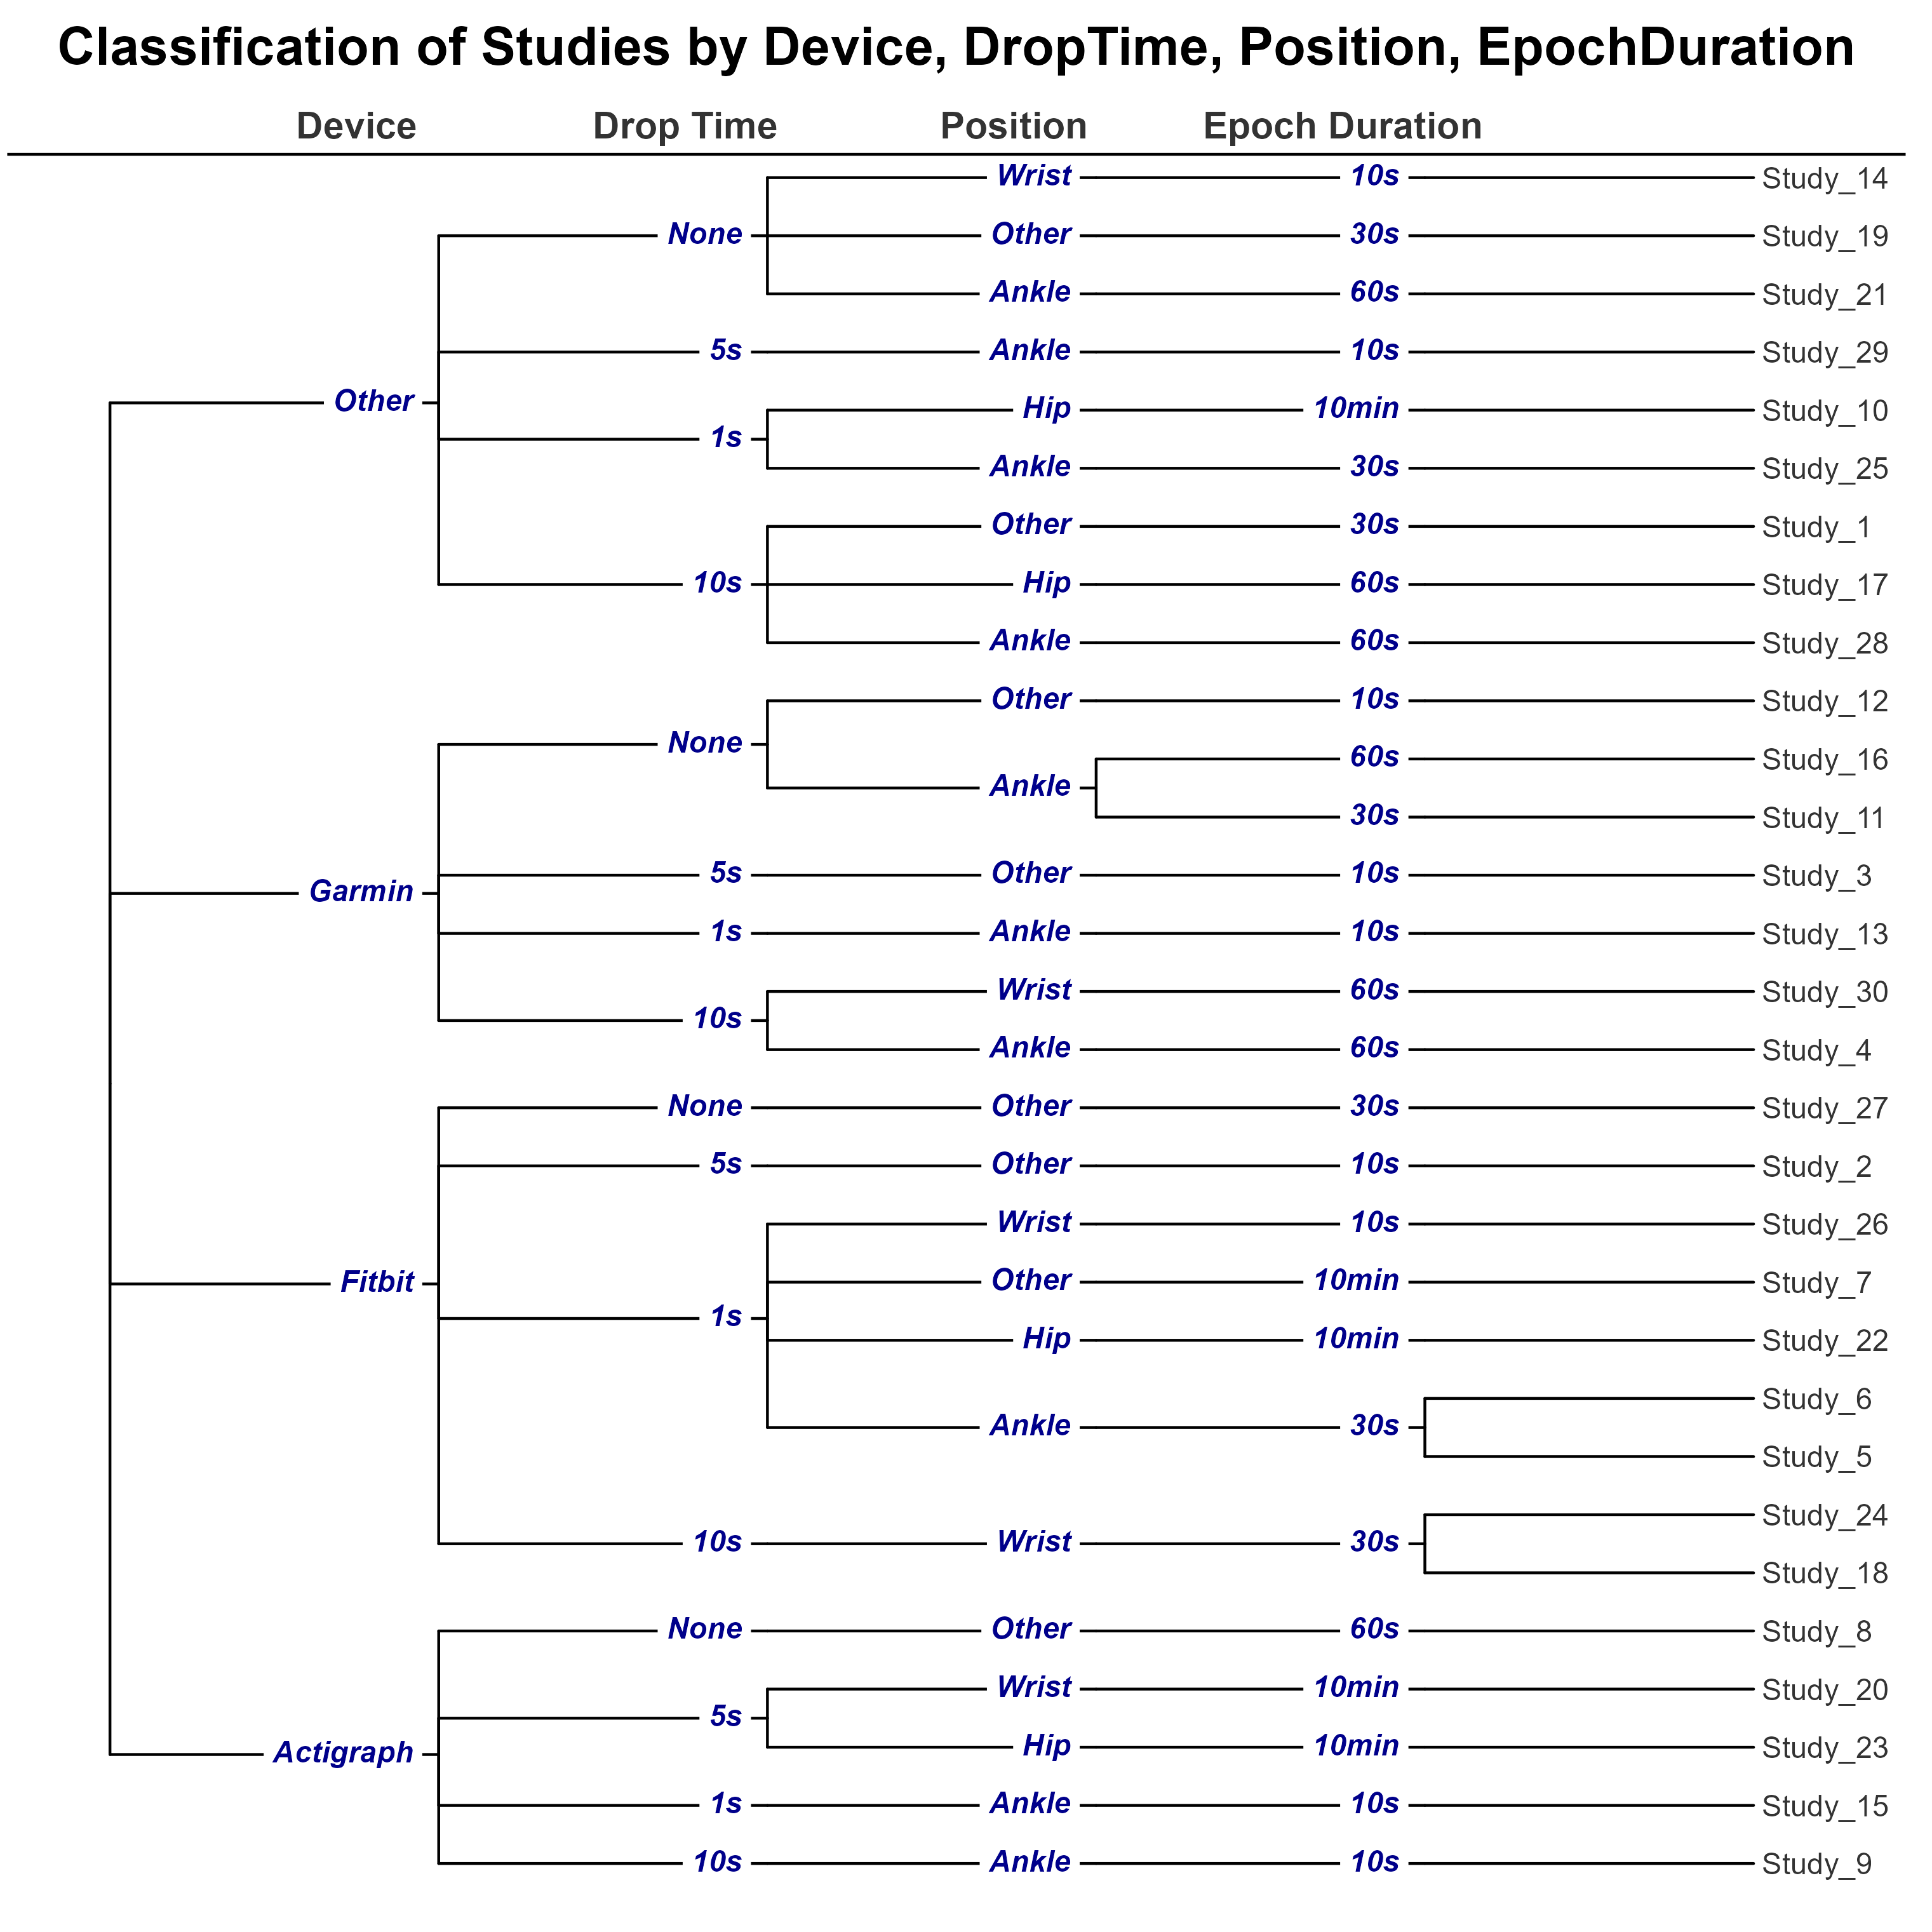 Classification of Studies by Device, DropTime, Position, EpochDuration
Device Drop Time Position Epoch Duration
Wrist 10s Study_14
None Other 30s Study_19
Ankle 60s Study_21
5s Ankle 10s Study_29
Other
Hip 10min Study_10
1s
Ankle 30s Study_25
Other 30s Study_1
10s Hip 60s Study_17
Ankle 60s Study_28
Other 10s Study_12
None
60s Study_16
Ankle
30s Study_11
5s Other 10s Study_3
Garmin
1s Ankle 10s Study_13
Wrist 60s Study_30
10s
Ankle 60s Study_4
None Other 30s Study_27
5s Other 10s Study_2
Wrist 10s Study_26
Fitbit Other 10min Study_7
1s
Hip 10min Study_22
Study_6
Ankle 30s
Study_5
Study_24
10s Wrist 30s
Study_18
None Other 60s Study_8
Wrist 10min Study_20
5s
Hip 10min Study_23
Actigraph
1s Ankle 10s Study_15
10s Ankle 10s Study_9